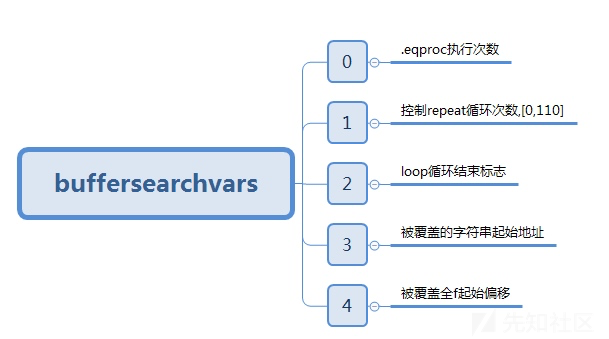 buffersearchvars
0
.eqproc执行次数
1
控制repeat循环次数,[0,110]
2
loop循环结束标志
3
被覆盖的字符串起始地址
4
被覆盖全f起始偏移
先知社区